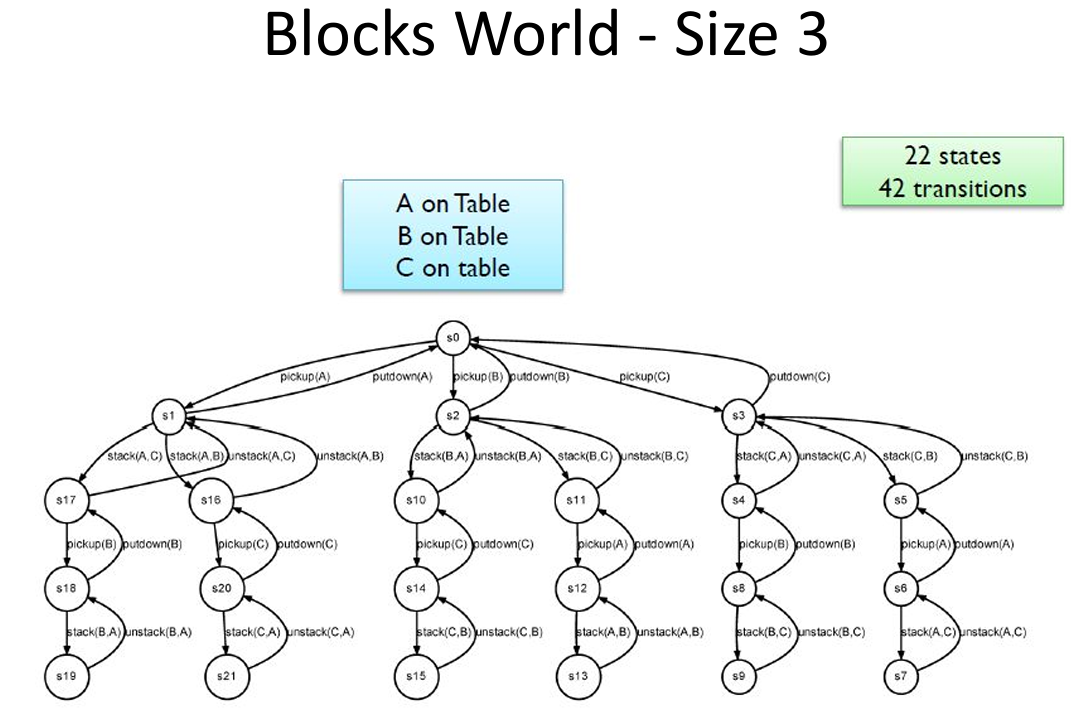 Blocks World - Size 3
22 states
42 transitions
A on Table
B on Table
C on table
s0
pickup(A) putdown(A) pickup(B) putdown(B) pickup(C) putdown(C)
s1 s2 s3
stack(A,C) stack(A,B) unstack(A,C) unstack(A,B) stack(B,A) unstack(B,A) stack(B,C) unstack(B,C) stack(C,A) unstack(C,A) stack(C,B) unstack(C,B)
s17 s16 s10 s11 s4 s5
pickup(B) putdown(B) pickup(C) putdown(C) pickup(C) putdown(C) pickup(A) putdown(A) pickup(B) putdown(B) pickup(A) putdown(A)
s18 s20 s14 s12 s8 s6
stack(B,A) unstack(B,A) stack(C,A) unstack(C,A) stack(C,B) unstack(C,B) stack(A,B) unstack(A,B) stack(B,C) unstack(B,C) stack(A,C) unstack(A,C)
s19 s21 s15 s13 s9 s7